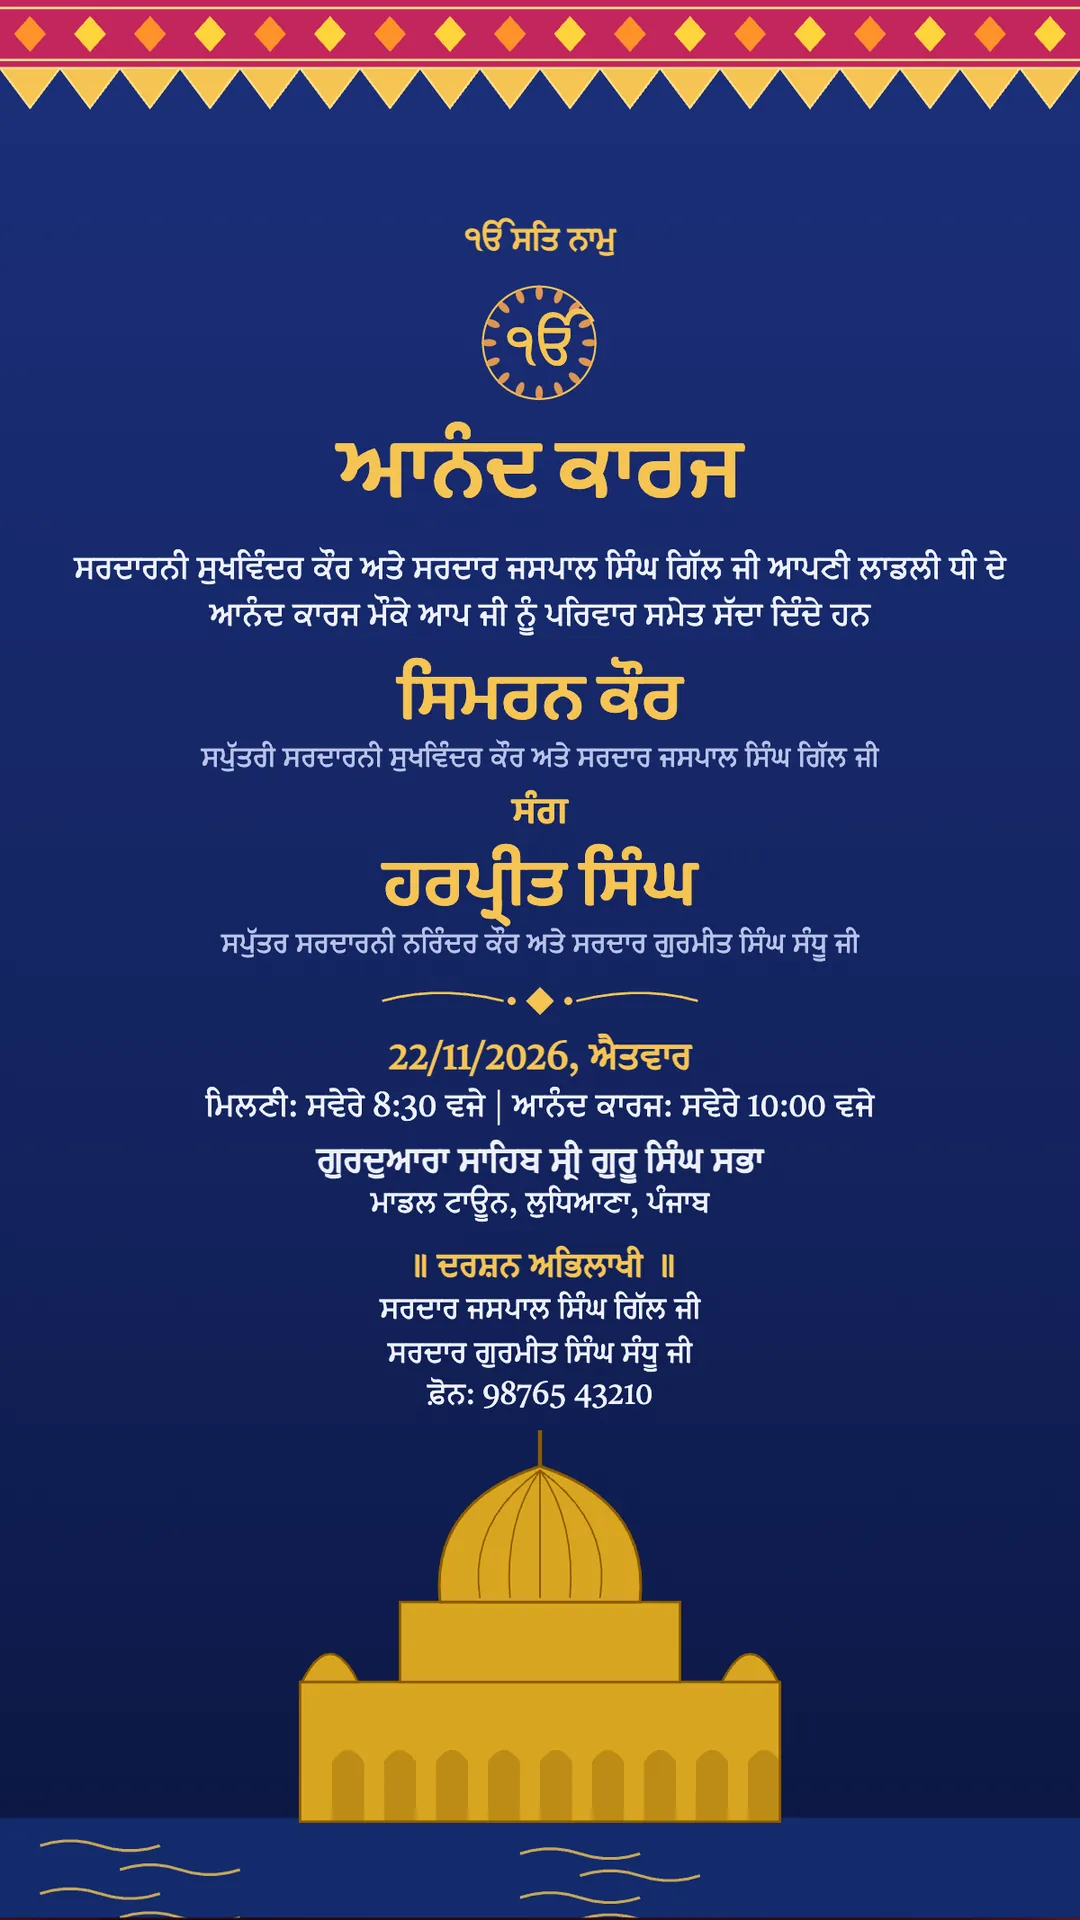 ੴ ਸਤਿ ਨਾਮੁ
ੴ
ਆਨੰਦ ਕਾਰਜ
ਸਰਦਾਰਨੀ ਸੁਖਵਿੰਦਰ ਕੌਰ ਅਤੇ ਸਰਦਾਰ ਜਸਪਾਲ ਸਿੰਘ ਗਿੱਲ ਜੀ ਆਪਣੀ ਲਾਡਲੀ ਧੀ ਦੇ
ਆਨੰਦ ਕਾਰਜ ਮੌਕੇ ਆਪ ਜੀ ਨੂੰ ਪਰਿਵਾਰ ਸਮੇਤ ਸੱਦਾ ਦਿੰਦੇ ਹਨ
ਸਿਮਰਨ ਕੌਰ
ਸਪੁੱਤਰੀ ਸਰਦਾਰਨੀ ਸੁਖਵਿੰਦਰ ਕੌਰ ਅਤੇ ਸਰਦਾਰ ਜਸਪਾਲ ਸਿੰਘ ਗਿੱਲ ਜੀ
ਸੰਗ
ਹਰਪ੍ਰੀਤ ਸਿੰਘ
ਸਪੁੱਤਰ ਸਰਦਾਰਨੀ ਨਰਿੰਦਰ ਕੌਰ ਅਤੇ ਸਰਦਾਰ ਗੁਰਮੀਤ ਸਿੰਘ ਸੰਧੂ ਜੀ
22/11/2026, ਐਤਵਾਰ
ਮਿਲਣੀ: ਸਵੇਰੇ 8:30 ਵਜੇ | ਆਨੰਦ ਕਾਰਜ: ਸਵੇਰੇ 10:00 ਵਜੇ
ਗੁਰਦੁਆਰਾ ਸਾਹਿਬ ਸ੍ਰੀ ਗੁਰੂ ਸਿੰਘ ਸਭਾ
ਮਾਡਲ ਟਾਊਨ, ਲੁਧਿਆਣਾ, ਪੰਜਾਬ
॥ ਦਰਸ਼ਨ ਅਭਿਲਾਖੀ ॥
ਸਰਦਾਰ ਜਸਪਾਲ ਸਿੰਘ ਗਿੱਲ ਜੀ
ਸਰਦਾਰ ਗੁਰਮੀਤ ਸਿੰਘ ਸੰਧੂ ਜੀ
ਫ਼ੋਨ: 98765 43210